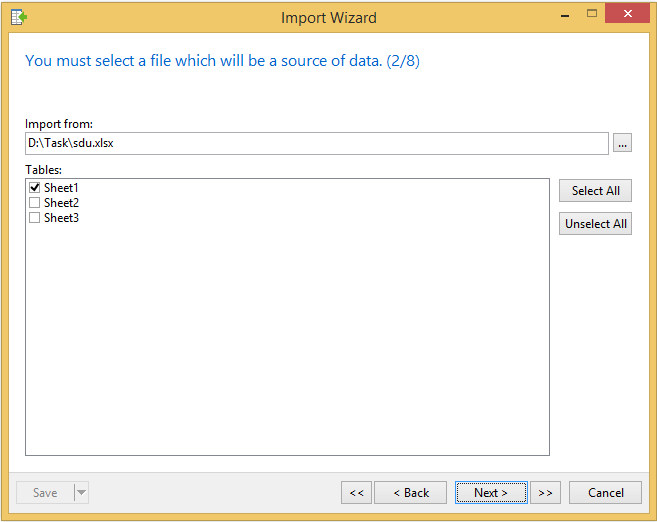 Import Wizard
You must select a file which will be a source of data. (2/8)
Import from:
D:\Task\sdu.xlsx
...
Tables:
Sheet1
Sheet2
Sheet3
Select All
Unselect All
Save
<<
< Back
Next >
>>
Cancel